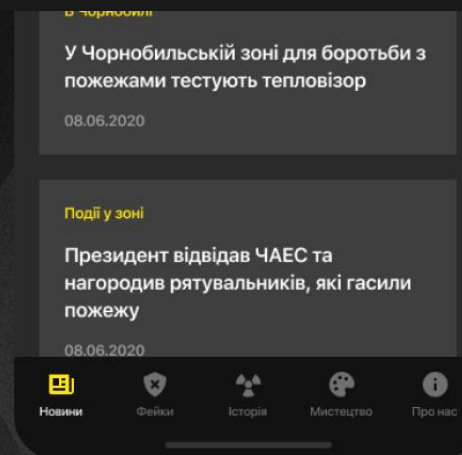 В Чорнобилі
У Чорнобильській зоні для боротьби з
пожежами тестують тепловізор
08.06.2020
Події у зоні
Президент відвідав ЧАЕС та
нагородив рятувальників, які гасили
пожежу
08.06.2020
Новини Фейки Історія Мистецтво Про нас